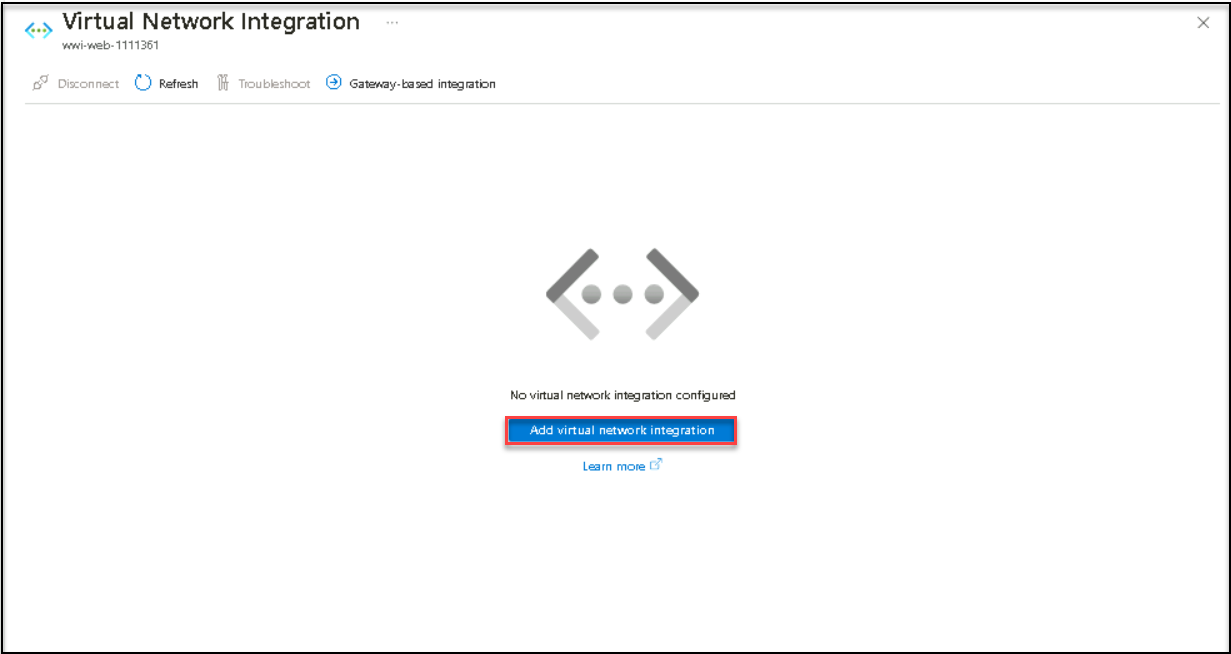 Virtual Network Integration ...
wwi-web-1111361
Disconnect Refresh Troubleshoot Gateway-based integration
No virtual network integration configured
Add virtual network integration
Learn more